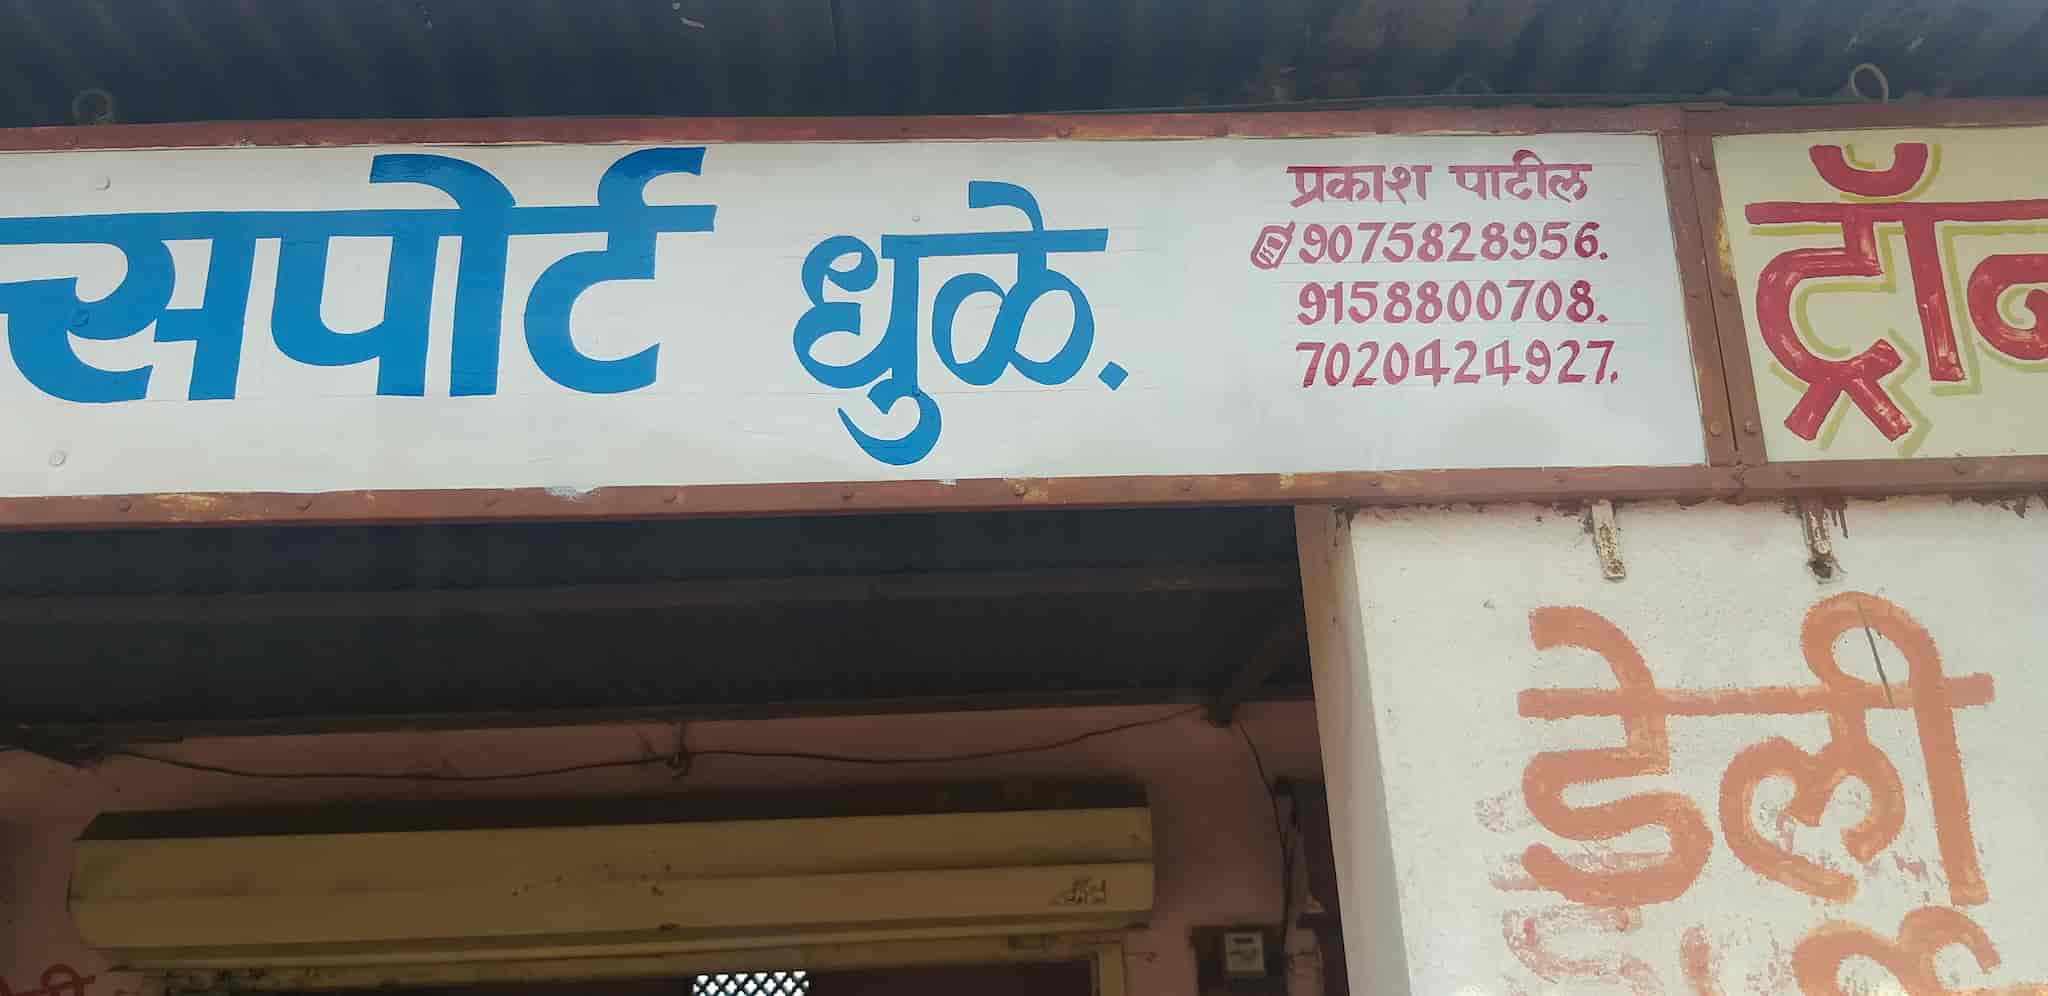 न्सपोर्ट धुळे.
प्रकाश पाटील
9075828956.
9158800708.
7020424927.
ट्रॉन
डेली